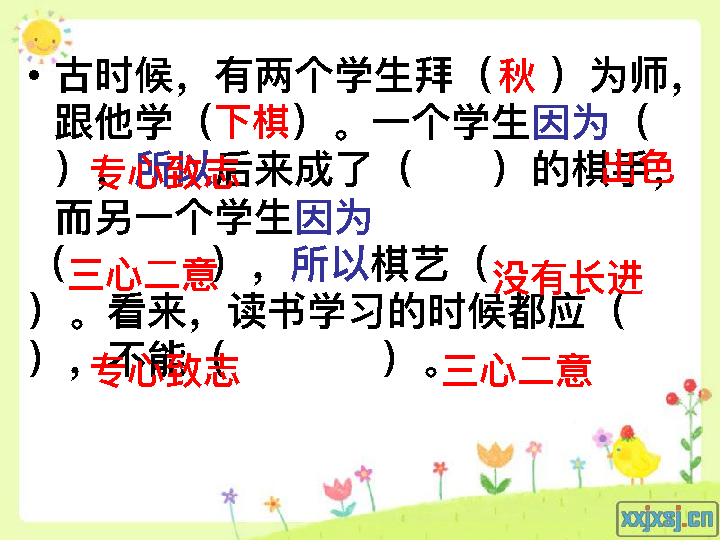 • 古时候，有两个学生拜（ 秋 ）为师，
跟他学（下棋）。一个学生因为（
专心致志），所以后来成了（ 出色 ）的棋手，
而另一个学生因为
（三心二意），所以棋艺（没有长进
）。看来，读书学习的时候都应（
专心致志），不能（ 三心二意 ）。
xxjxsj.cn